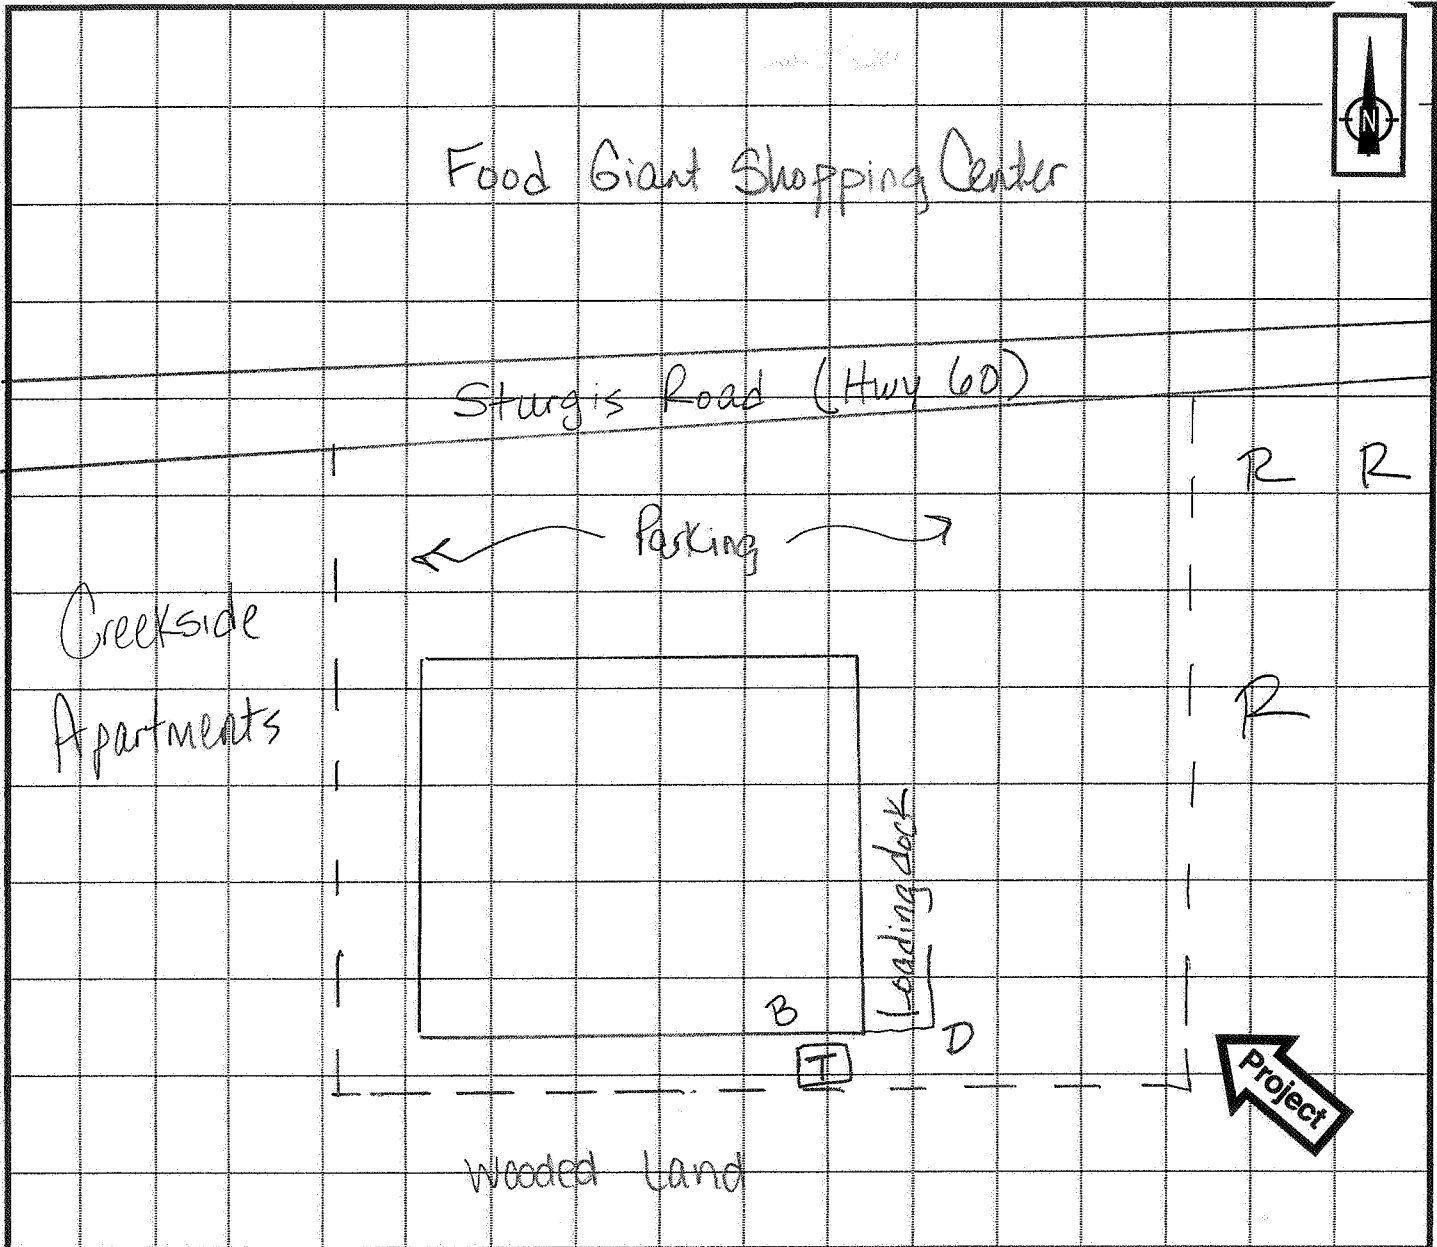 N
Food Giant Shopping Center
Sturgis Road (Hwy 60)
R R
Parking
Creekside
Apartments
R
Loading dock
B
D
T
Project
Wooded Land